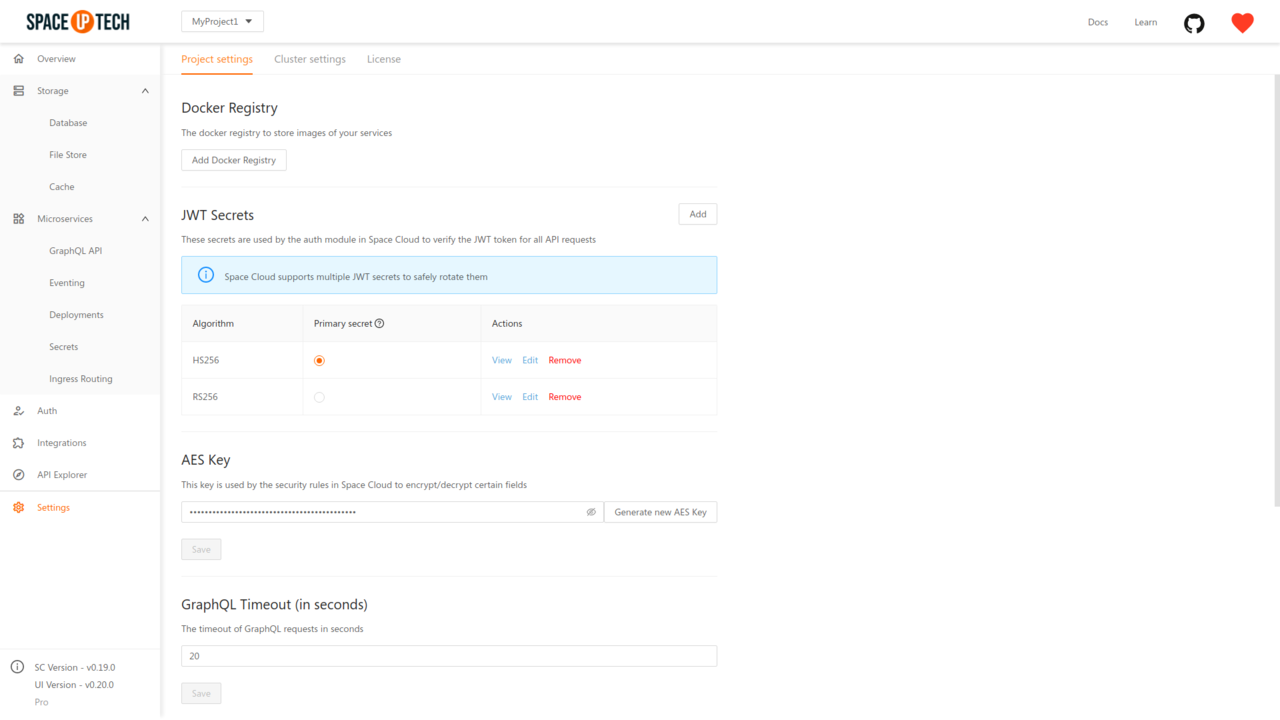 SPACE UP TECH
MyProject1
Docs
Learn
Overview
Storage
Database
File Store
Cache
Microservices
GraphQL API
Eventing
Deployments
Secrets
Ingress Routing
Auth
Integrations
API Explorer
Settings
SC Version - v0.19.0
UI Version - v0.20.0
Pro
Project settings
Cluster settings
License
Docker Registry
The docker registry to store images of your services
Add Docker Registry
JWT Secrets
Add
These secrets are used by the auth module in Space Cloud to verify the JWT token for all API requests
Space Cloud supports multiple JWT secrets to safely rotate them
Algorithm Primary secret Actions
HS256 View Edit Remove
RS256 View Edit Remove
AES Key
This key is used by the security rules in Space Cloud to encrypt/decrypt certain fields
Generate new AES Key
Save
GraphQL Timeout (in seconds)
The timeout of GraphQL requests in seconds
20
Save